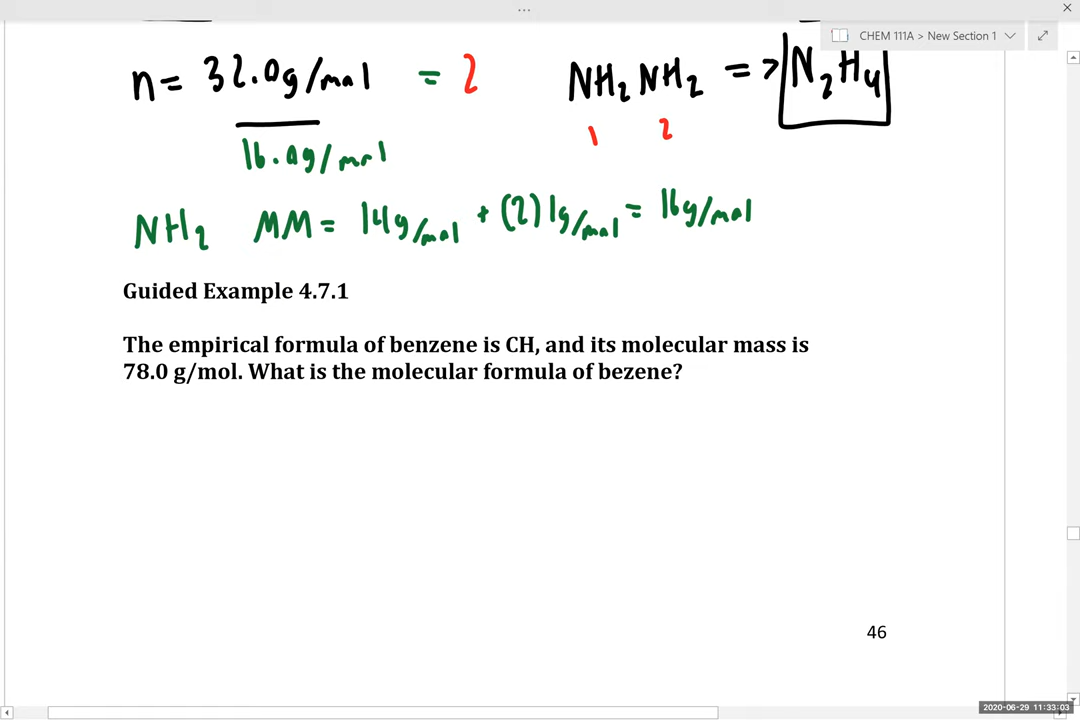 CHEM 111A > New Section 1
n = 32.0g/mol = 2 NH2 NH2 => N2H4
16.0g/mol 1 2
NH2 MM = 14g/mol + (2)1g/mol = 16g/mol
Guided Example 4.7.1
The empirical formula of benzene is CH, and its molecular mass is
78.0 g/mol. What is the molecular formula of bezene?
46
2020-06-29 11:33:03